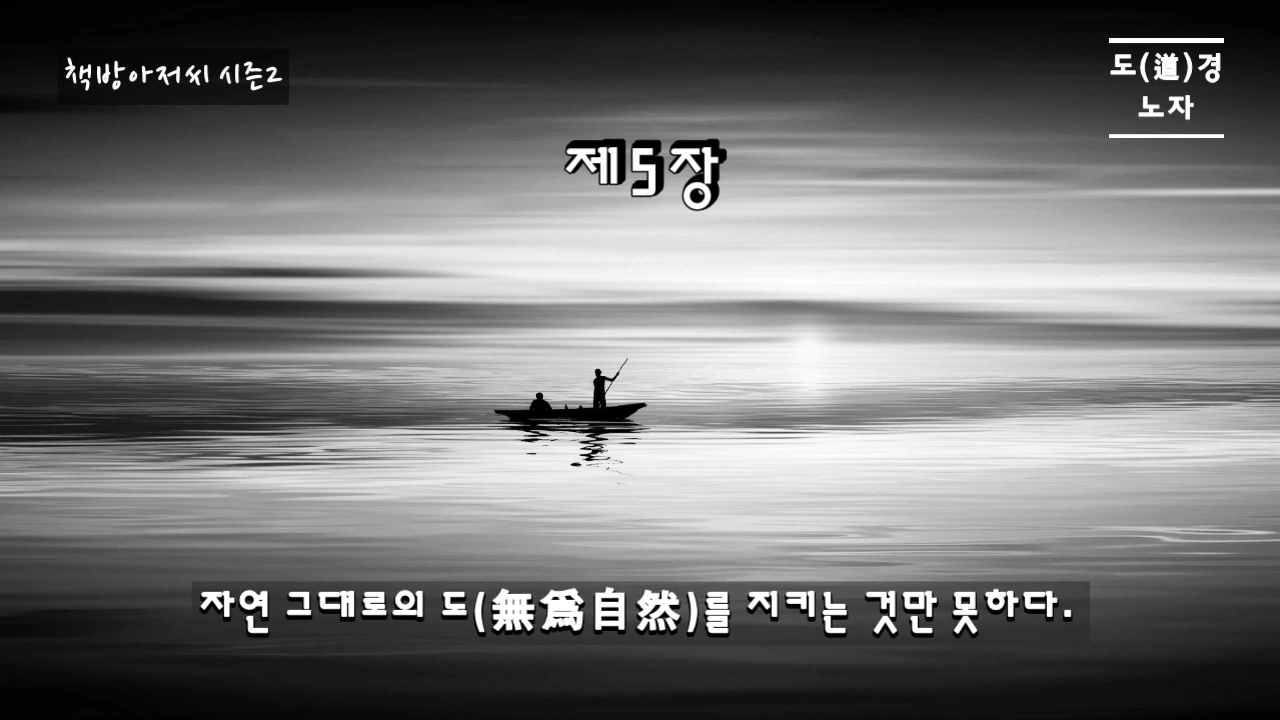 책방아저씨 시즌2
도(道)경
노자
제5장
자연 그대로의 도(無爲自然)를 지키는 것만 못하다.